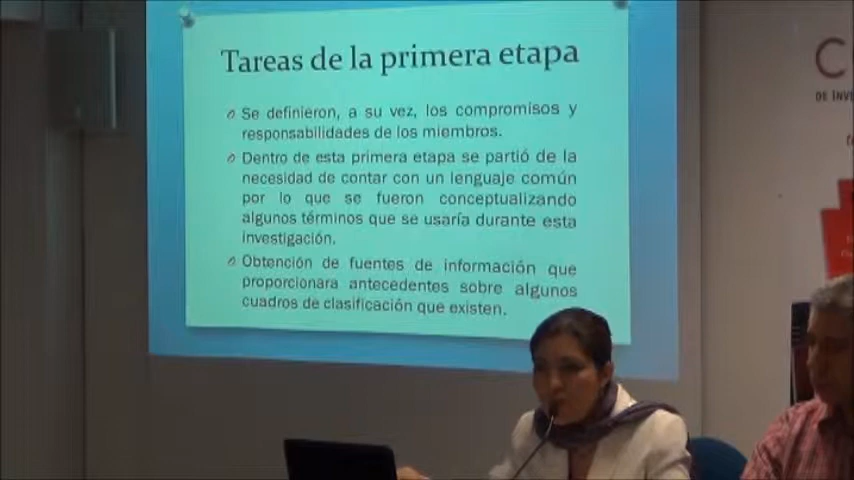 Tareas de la primera etapa
Se definieron, a su vez, los compromisos y
responsabilidades de los miembros.
Dentro de esta primera etapa se partió de la
necesidad de contar con un lenguaje común
por lo que se fueron conceptualizando
algunos términos que se usaría durante esta
investigación.
Obtención de fuentes de información que
proporcionara antecedentes sobre algunos
cuadros de clasificación que existen.
C
DE INVE